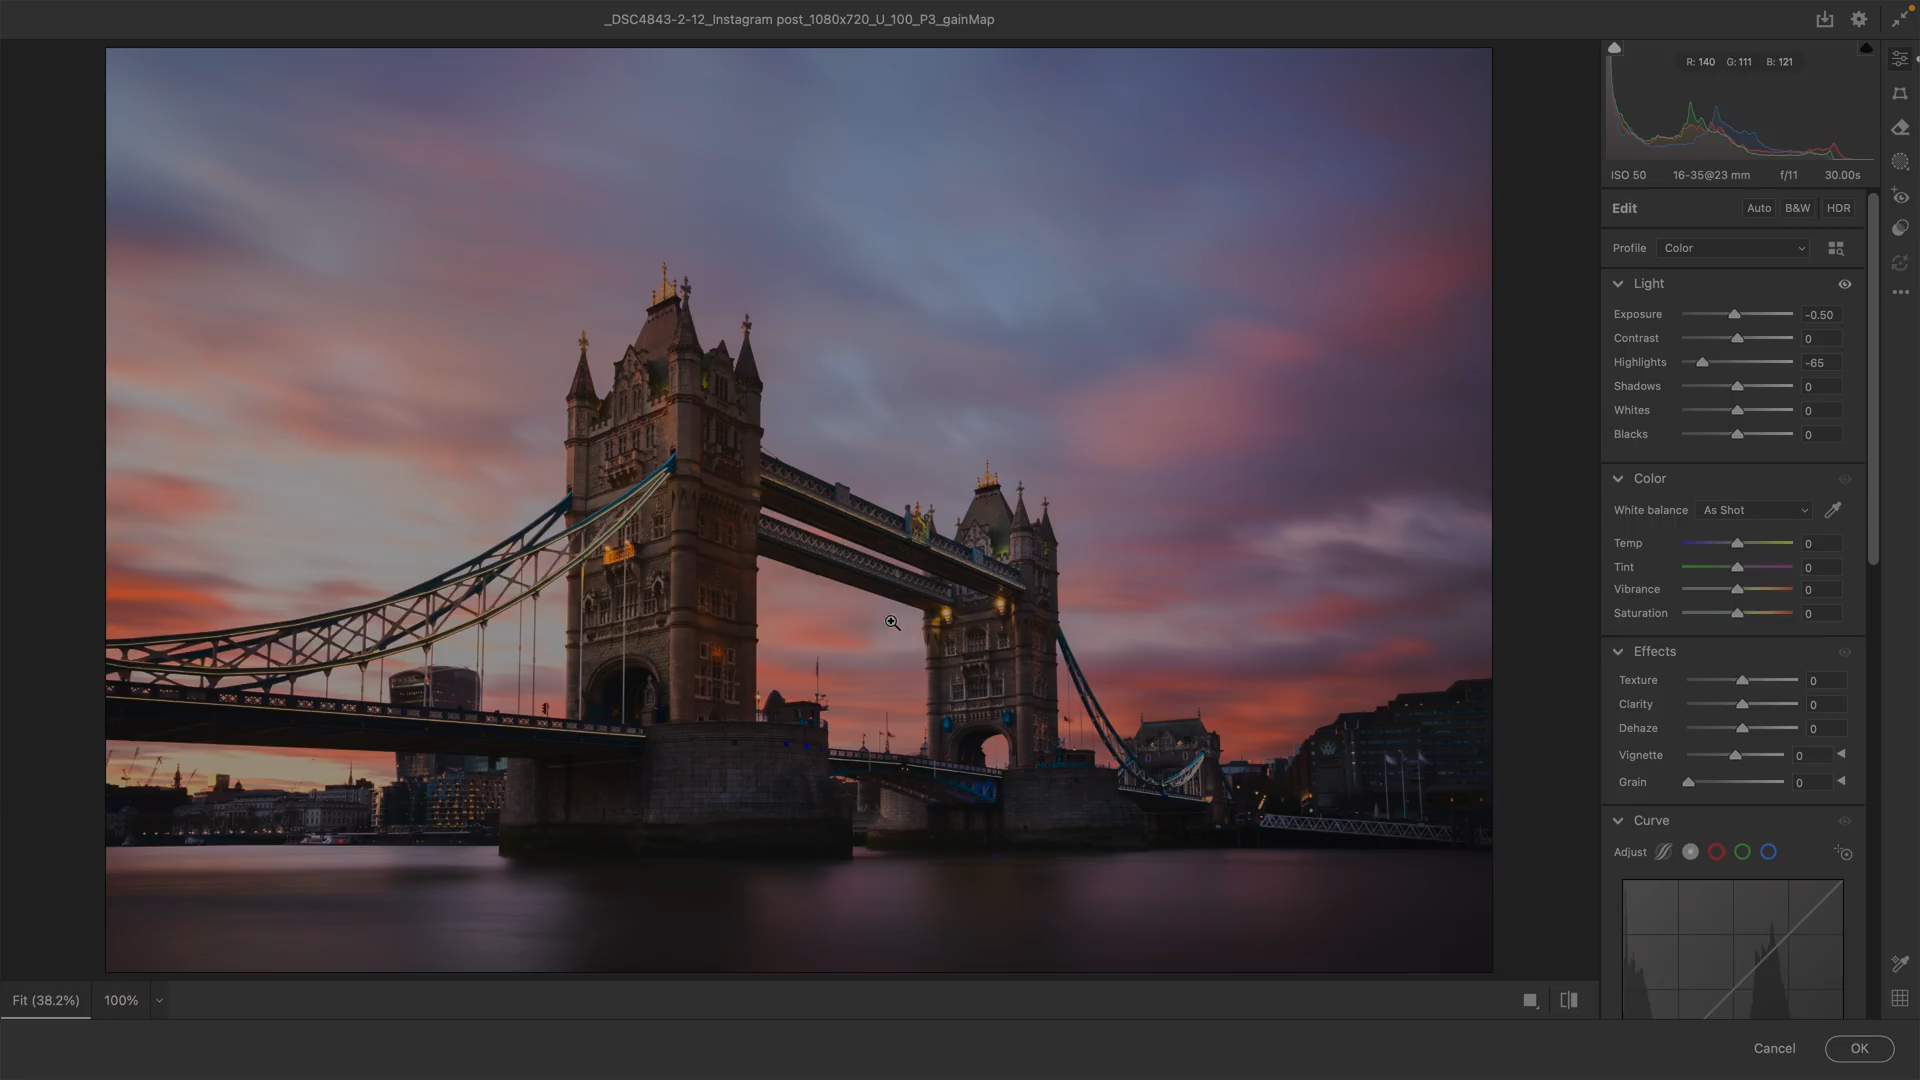 _DSC4843-2-12_Instagram post_1080x720_U_100_P3_gainMap
R: 140 G: 111 B: 121
ISO 50 16-35@23 mm f/11 30.00s
Edit Auto B&W HDR
Profile Color
Light
Exposure -0.50
Contrast 0
Highlights -65
Shadows 0
Whites 0
Blacks 0
Color
White balance As Shot
Temp 0
Tint 0
Vibrance 0
Saturation 0
Effects
Texture 0
Clarity 0
Dehaze 0
Vignette 0
Grain 0
Curve
Adjust
Fit (38.2%) 100%
Cancel OK